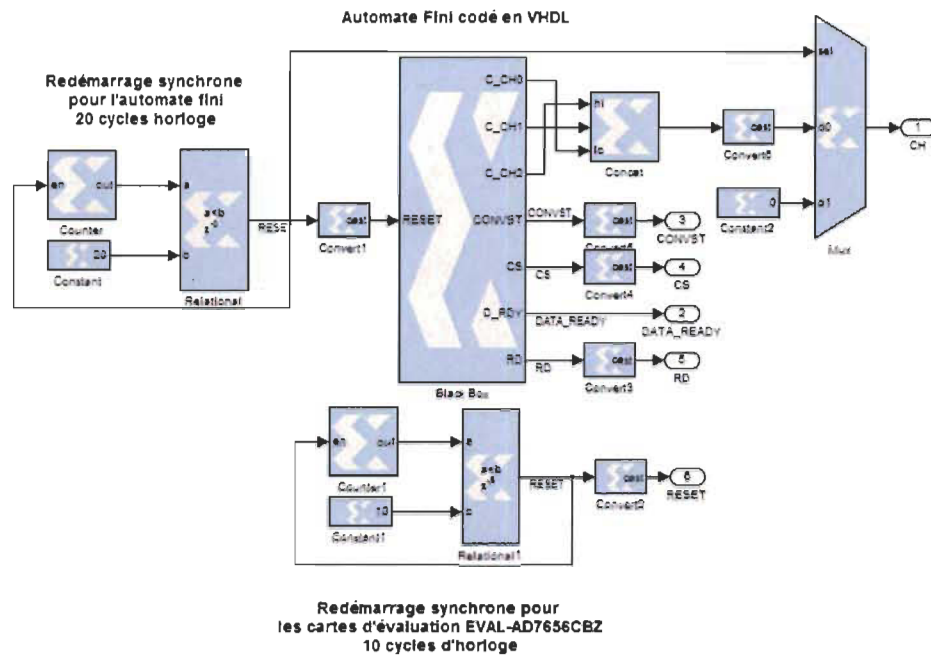 Automate Fini codé en VHDL
Redémarrage synchrone
pour l'automate fini
20 cycles horloge
en
out
Counter
20
Constant
a
a<b
b
Relational
RESET
cast
Convert1
RESET
C_CH0
C_CH1
C_CH2
CONVST
CS
D_RDY
RD
Black Box
hi
lo
Concat
cast
Convert6
0
Constant2
sel
d0
d1
Mux
1
CH
CONVST
cast
Convert5
3
CONVST
CS
cast
Convert4
4
CS
DATA_READY
2
DATA_READY
RD
cast
Convert3
5
RD
en
out
Counter1
10
Constant1
a
a<b
b
Relational1
RESET
cast
Convert2
6
RESET
Redémarrage synchrone pour
les cartes d'évaluation EVAL-AD7656CBZ
10 cycles d'horloge